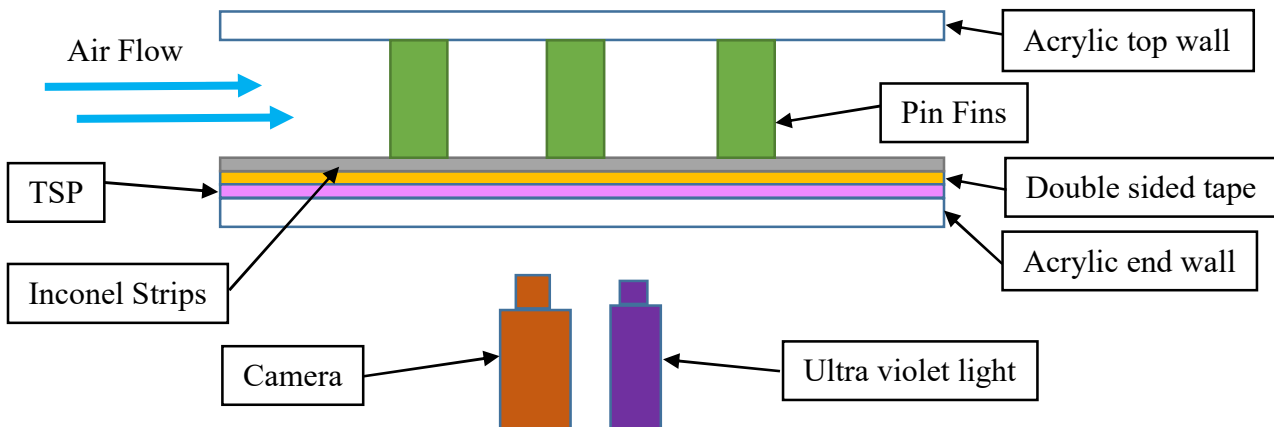 Air Flow
Acrylic top wall
Pin Fins
TSP
Double sided tape
Acrylic end wall
Inconel Strips
Camera
Ultra violet light